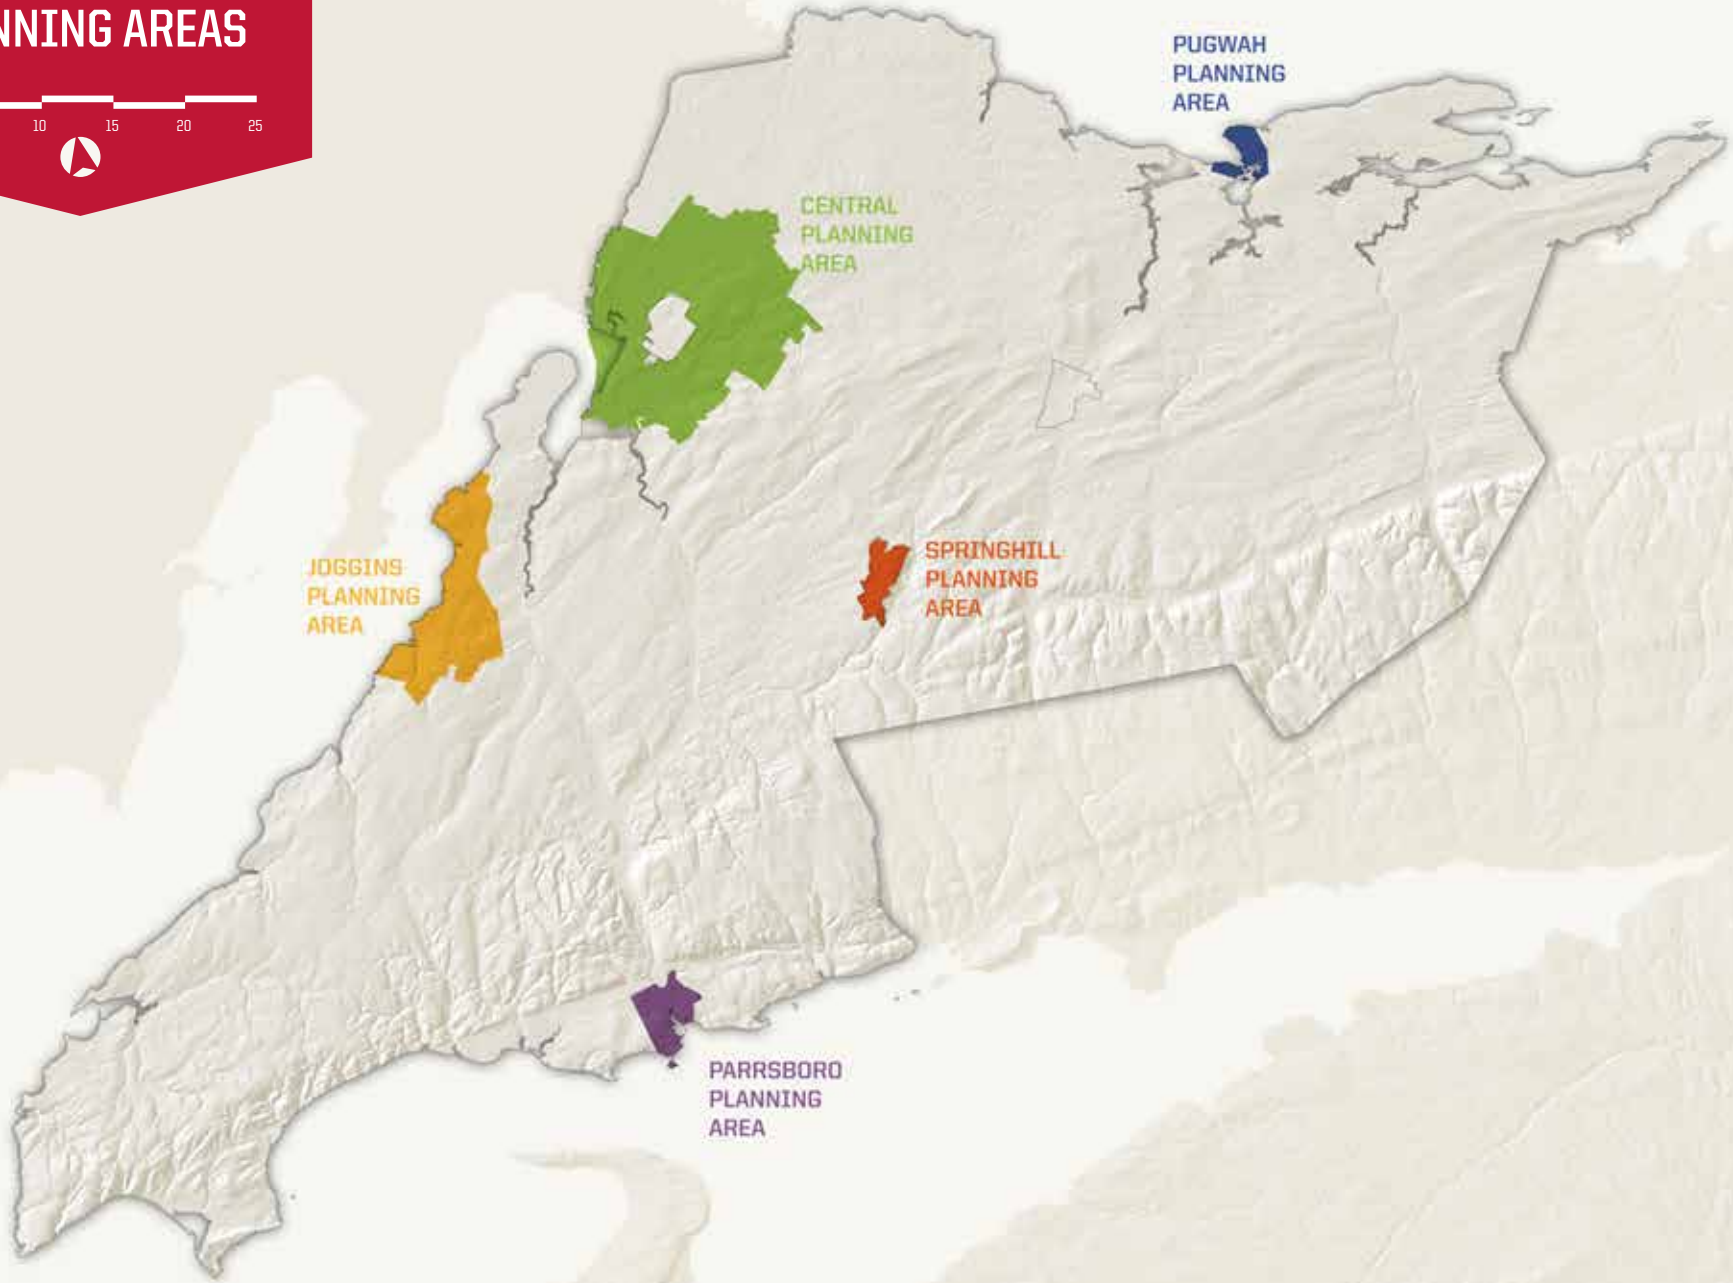 NNING AREAS
10 15 20 25
PUGWAH
PLANNING
AREA
CENTRAL
PLANNING
AREA
JOGGINS
PLANNING
AREA
SPRINGHILL
PLANNING
AREA
PARRSBORO
PLANNING
AREA